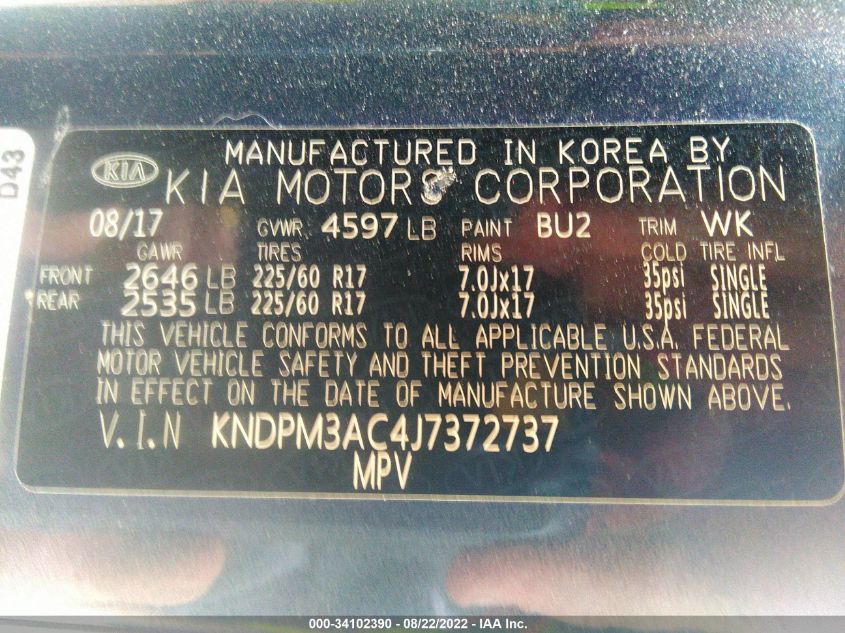 D43
MANUFACTURED IN KOREA BY
KIA KIA MOTORS CORPORATION
08/17 GVWR 4597 LB PAINT BU2 TRIM WK
GAWR TIRES RIMS COLD TIRE INFL
FRONT 2646 LB 225/60 R17 7.0Jx17 35psi SINGLE
REAR 2535 LB 225/60 R17 7.0Jx17 35psi SINGLE
THIS VEHICLE CONFORMS TO ALL APPLICABLE U.S.A. FEDERAL
MOTOR VEHICLE SAFETY AND THEFT PREVENTION STANDARDS
IN EFFECT ON THE DATE OF MANUFACTURE SHOWN ABOVE.
V.I.N KNDPM3AC4J7372737
MPV
000-34102390 - 08/22/2022 - IAA Inc.